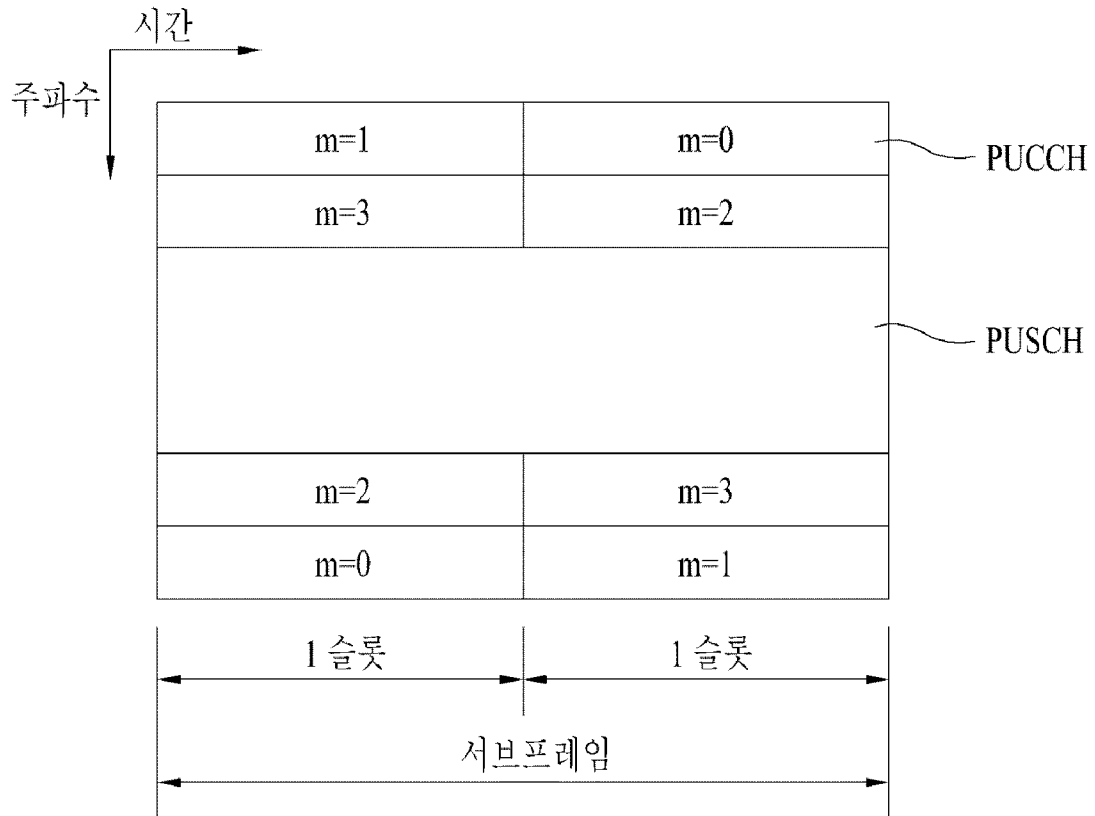 시간
주파수
m=1 m=0
PUCCH
m=3 m=2
PUSCH
m=2 m=3
m=0 m=1
1 슬롯 1 슬롯
서브프레임